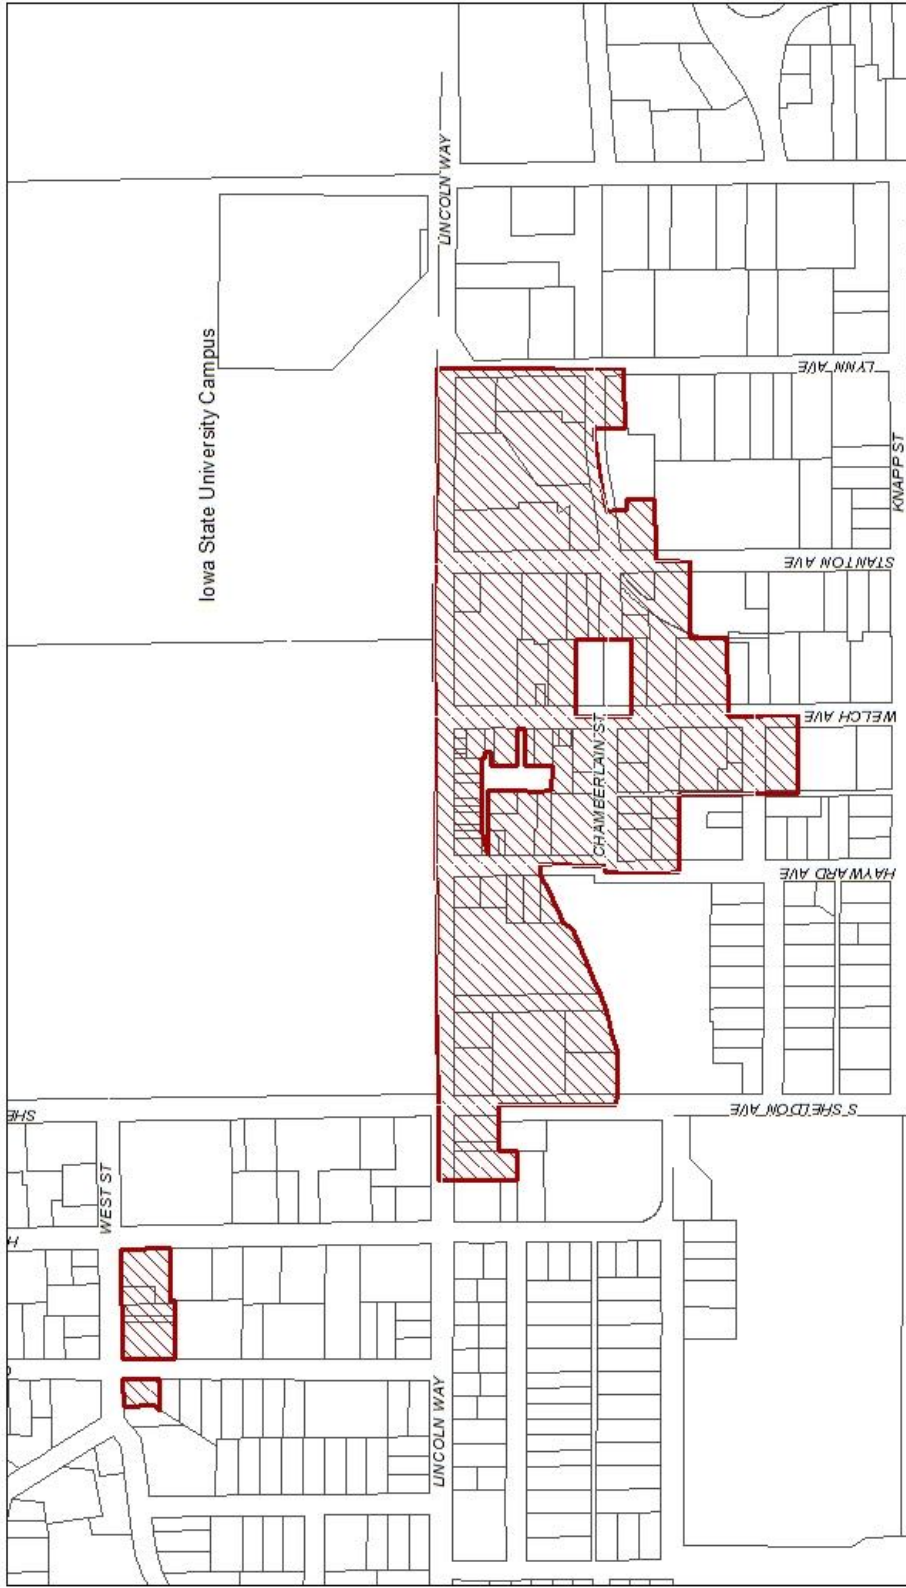 LINCOLN WAY
Iowa State University Campus
LYNN AVE
KNAPP ST
STANTON AVE
WELCH AVE
CHAMBERLAIN ST
HAYWARD AVE
S SHELDON AVE
SHE
WEST ST
H
LINCOLN WAY